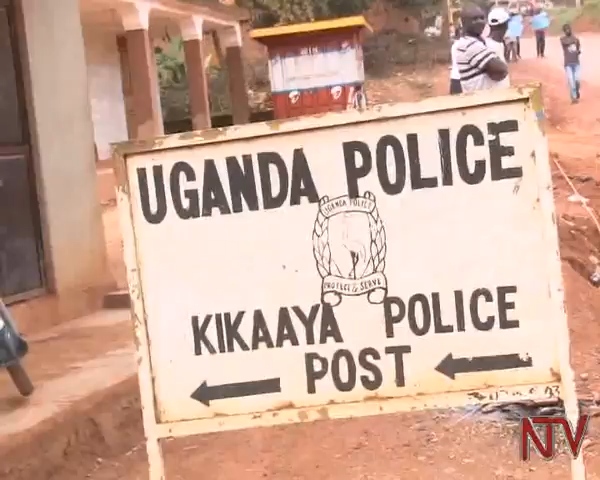 UGANDA POLICE
UGANDA POLICE
PROTECT & SERVE
KIKAAYA POLICE
POST
NTV